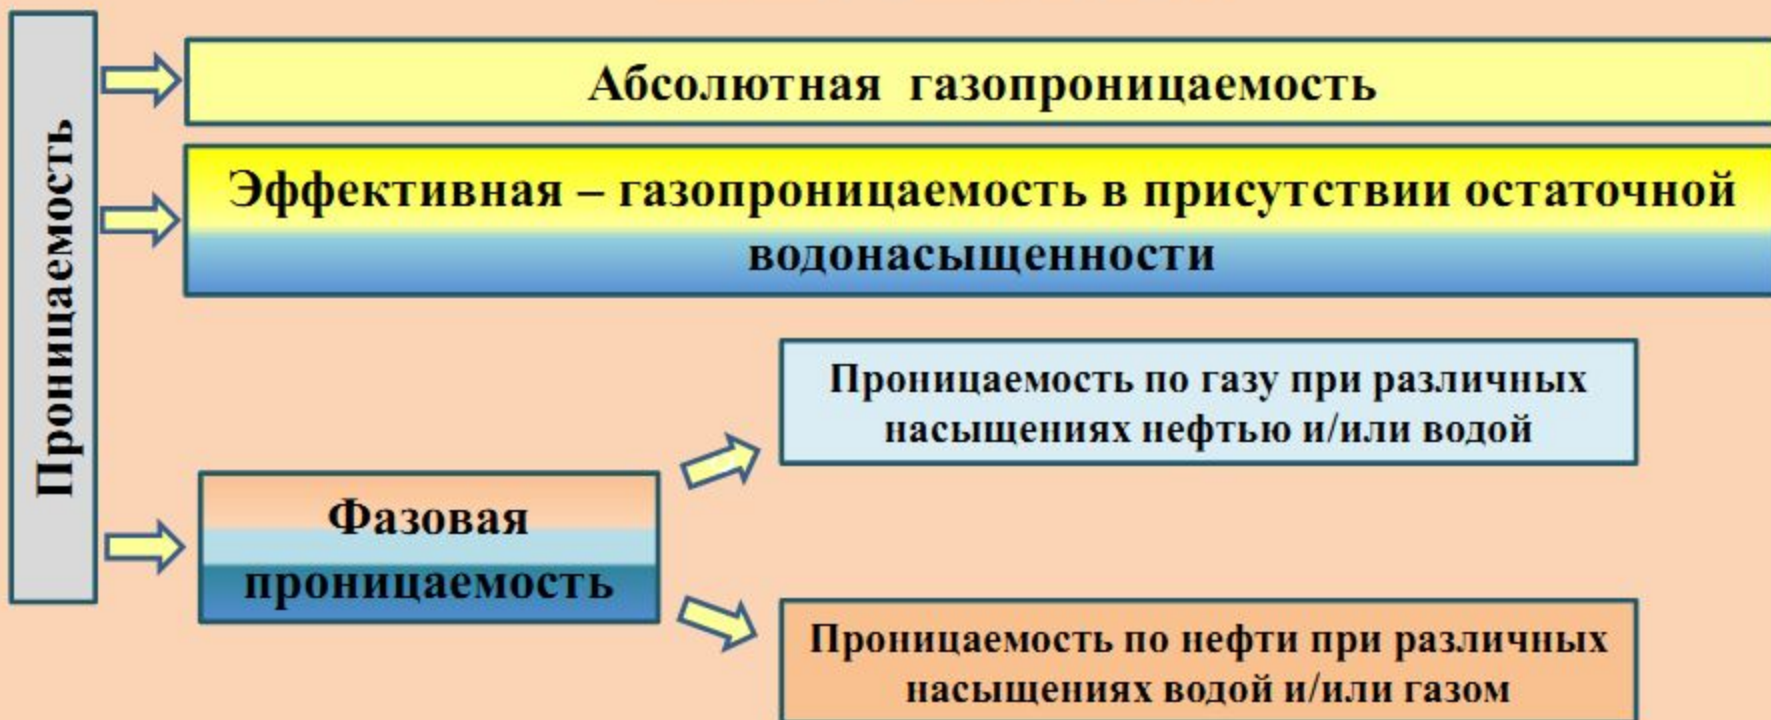 Проницаемость
Абсолютная газопроницаемость
Эффективная – газопроницаемость в присутствии остаточной
водонасыщенности
Фазовая
проницаемость
Проницаемость по газу при различных
насыщениях нефтью и/или водой
Проницаемость по нефти при различных
насыщениях водой и/или газом